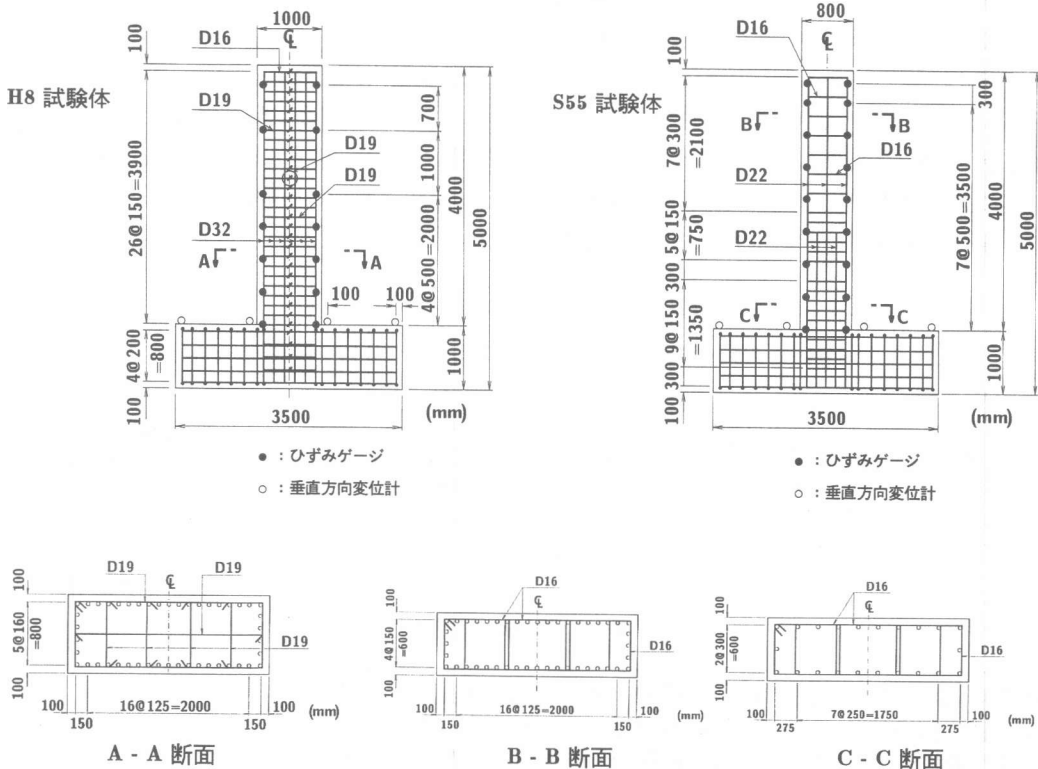 H8 試験体
1000
C̵L
D16
100
D19
D19
D19
D32
26@150=3900
A
A
100
100
700
1000
4@500=2000
4000
5000
1000
4@200
=800
100
3500
(mm)
● : ひずみゲージ
○ : 垂直方向変位計
S55 試験体
800
D16
100
B
B
D16
D22
D22
7@300
=2100
5@150
=750
300
9@150
=1350
300
100
C
C
300
7@500=3500
4000
5000
1000
3500
(mm)
● : ひずみゲージ
○ : 垂直方向変位計
D19
D19
D19
100
5@160
=800
100
100
150
16@125=2000
150
100
(mm)
A - A 断面
D16
D16
100
4@150
=600
100
100
150
16@125=2000
150
100
(mm)
B - B 断面
D16
D16
100
2@300
=600
100
100
275
7@250=1750
275
100
(mm)
C - C 断面